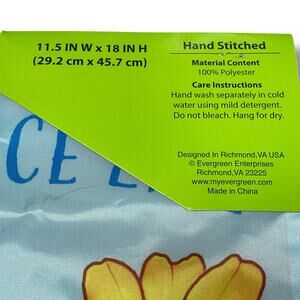 11.5 IN W x 18 IN H
(29.2 cm x 45.7 cm)
Hand Stitched
Material Content
100% Polyester
Care Instructions
Hand wash separately in cold
water using mild detergent.
Do not bleach. Hang for dry.
Designed In Richmond,VA USA
© Evergreen Enterprises
Richmond,VA 23225
www.myevergreen.com
Made in China
CE